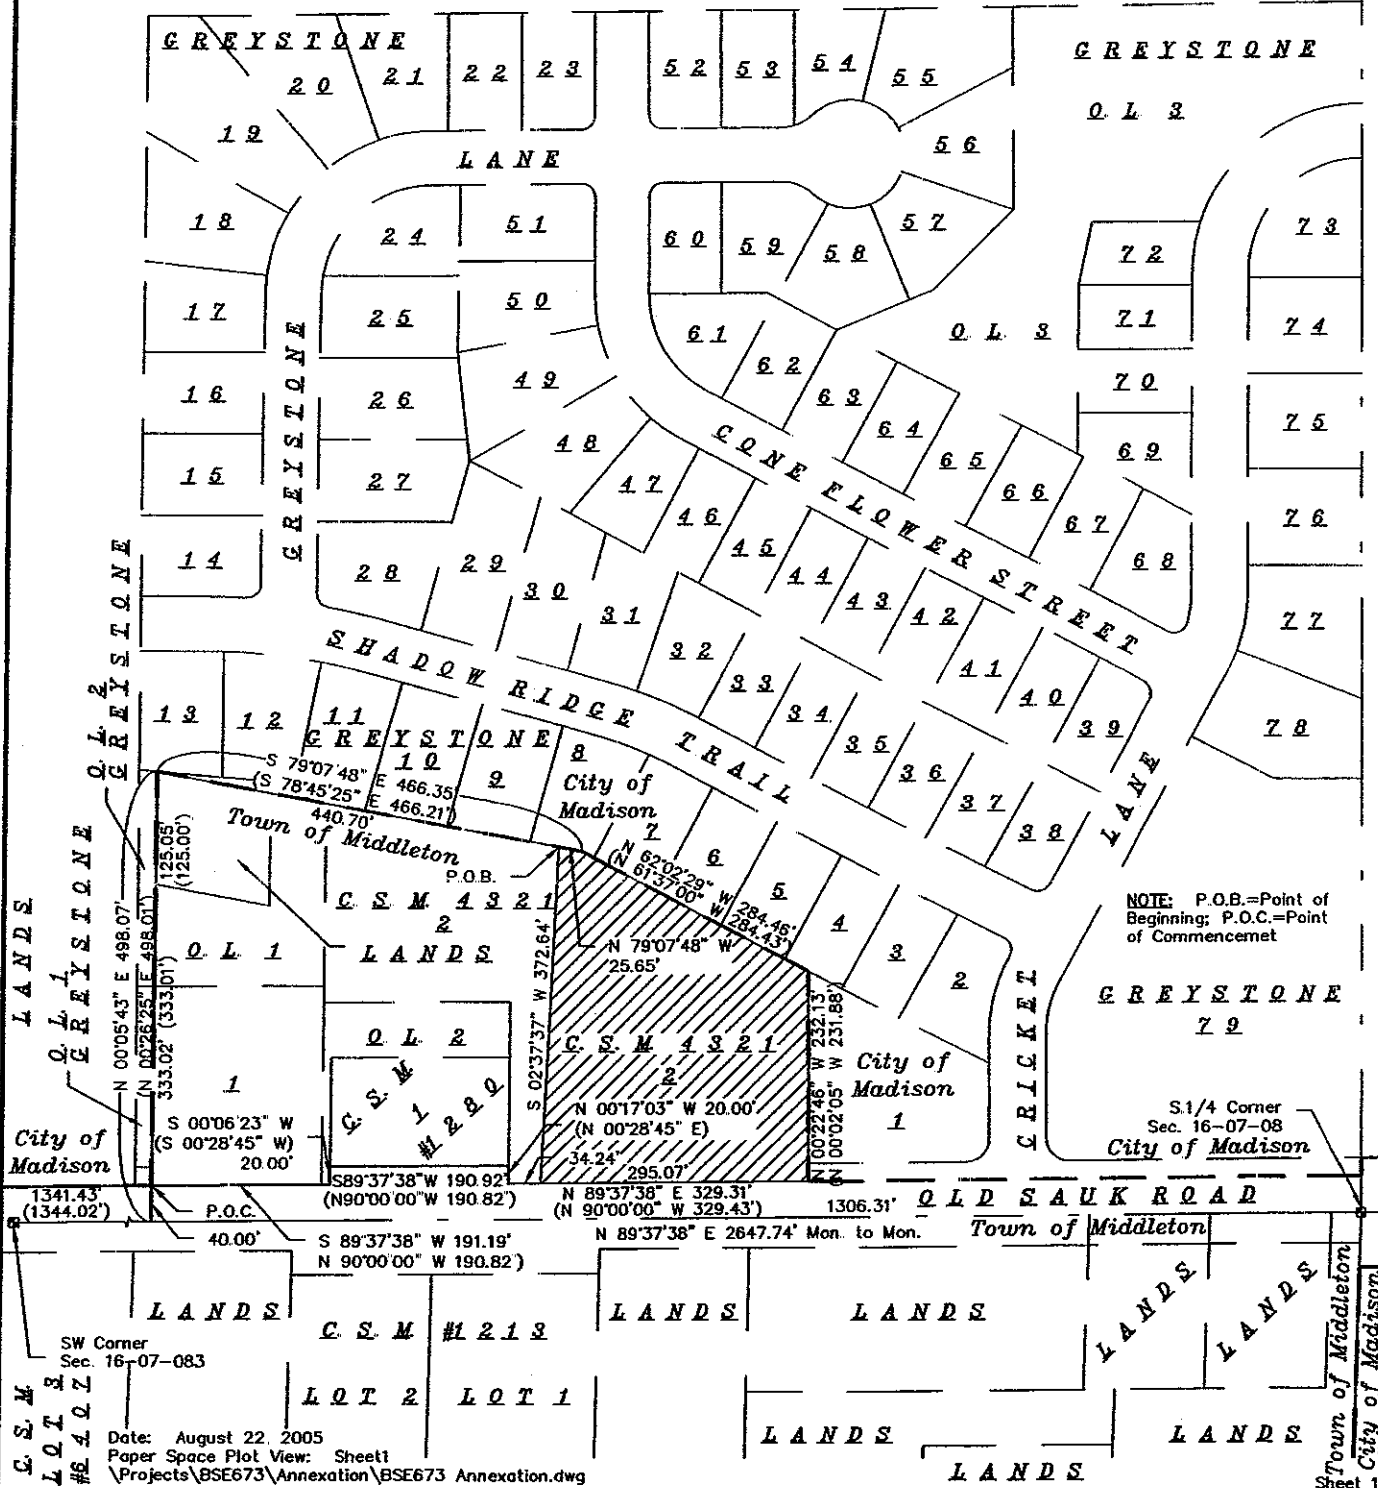 GREYSTONE
GREYSTONE
20
21
22
23
52
53
54
55
OL 3
19
LANE
56
18
24
51
60
59
58
57
72
73
17
25
50
61
62
OL 3
71
74
GREYSTONE
16
26
49
63
64
70
75
CONE FLOWER STREET
15
27
48
47
46
65
66
69
76
14
28
29
30
31
45
44
43
42
67
68
77
SHADOW RIDGE TRAIL
32
33
34
41
40
39
78
13
12
11
10
9
8
35
36
37
38
LANE
O.L. 2
GREYSTONE
GREYSTONE
S 79°07'48" E 466.35'
(S 78°45'25" E 466.21')
440.70'
Town of Middleton
City of
Madison
7
6
5
4
3
2
N 62°02'29" W 284.46'
(N 61°37'00" W 284.43')
P.O.B.
125.05'
(125.00')
C.S.M. 4321
2
LANDS
N 79°07'48" W
25.65'
NOTE: P.O.B.=Point of
Beginning; P.O.C.=Point
of Commencemet
LANDS
O.L. 1
GREYSTONE
N 00°05'43" E 498.07'
(N 00°26'25" E 498.01')
333.02' (333.01')
O.L. 1
1
O.L. 2
C.S.M.
1
#1280
S 02°37'37" W 372.64'
C.S.M. 4321
2
N 00°17'03" W 20.00'
(N 00°28'45" E)
34.24'
295.07'
N 00°22'46" W 232.13'
(N 00°02'05" W 231.88')
City of
Madison
1
CRICKET
GREYSTONE
79
S.1/4 Corner
Sec. 16-07-08
City of Madison
City of
Madison
S 00°06'23" W
(S 00°28'45" W)
20.00'
S89°37'38"W 190.92'
(N90°00'00"W 190.82')
N 89°37'38" E 329.31'
(N 90°00'00" W 329.43')
1306.31'
OLD SAUK ROAD
1341.43'
(1344.02')
P.O.C.
40.00'
S 89°37'38" W 191.19'
N 90°00'00" W 190.82')
N 89°37'38" E 2647.74' Mon. to Mon.
Town of Middleton
LANDS
C.S.M. #1213
LOT 2
LOT 1
LANDS
LANDS
LANDS
LANDS
Town of Middleton
City of Madison
SW Corner
Sec. 16-07-083
C.S.M.
LOT 3
#6407
LANDS
LANDS
LANDS
Date: August 22, 2005
Paper Space Plot View: Sheet1
\Projects\BSE673\Annexation\BSE673 Annexation.dwg
Sheet 1